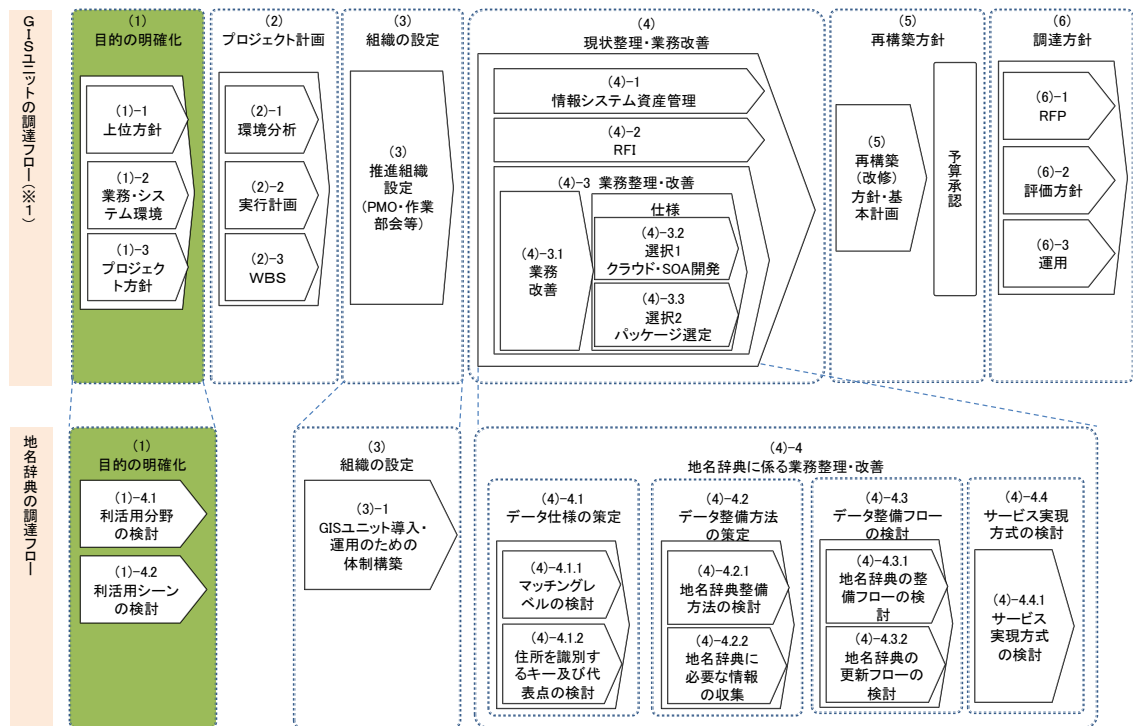 GISユニットの調達フロー(※1)
(1)
目的の明確化
(1)-1
上位方針
(1)-2
業務・シス
テム環境
(1)-3
プロジェク
ト方針
(2)
プロジェクト計画
(2)-1
環境分析
(2)-2
実行計画
(2)-3
WBS
(3)
組織の設定
(3)
推進組織
設定
(PMO・作業
部会等)
(4)
現状整理・業務改善
(4)-1
情報システム資産管理
(4)-2
RFI
(4)-3 業務整理・改善
(4)-3.1
業務
改善
仕様
(4)-3.2
選択1
クラウド・SOA開発
(4)-3.3
選択2
パッケージ選定
(5)
再構築方針
(5)
再構築
(改修)
方針・基
本計画
予算承認
(6)
調達方針
(6)-1
RFP
(6)-2
評価方針
(6)-3
運用
地名辞典の調達フロー
(1)
目的の明確化
(1)-4.1
利活用分野
の検討
(1)-4.2
利活用シーン
の検討
(3)
組織の設定
(3)-1
GISユニット導入・
運用のための
体制構築
(4)-4
地名辞典に係る業務整理・改善
(4)-4.1
データ仕様の策定
(4)-4.1.1
マッチングレ
ベルの検討
(4)-4.1.2
住所を識別す
るキー及び代
表点の検討
(4)-4.2
データ整備方法
の策定
(4)-4.2.1
地名辞典整備
方法の検討
(4)-4.2.2
地名辞典に
必要な情報
の収集
(4)-4.3
データ整備フロー
の検討
(4)-4.3.1
地名辞典の整
備フローの検
討
(4)-4.3.2
地名辞典の
更新フローの
検討
(4)-4.4
サービス実現
方式の検討
(4)-4.4.1
サービス
実現方式
の検討